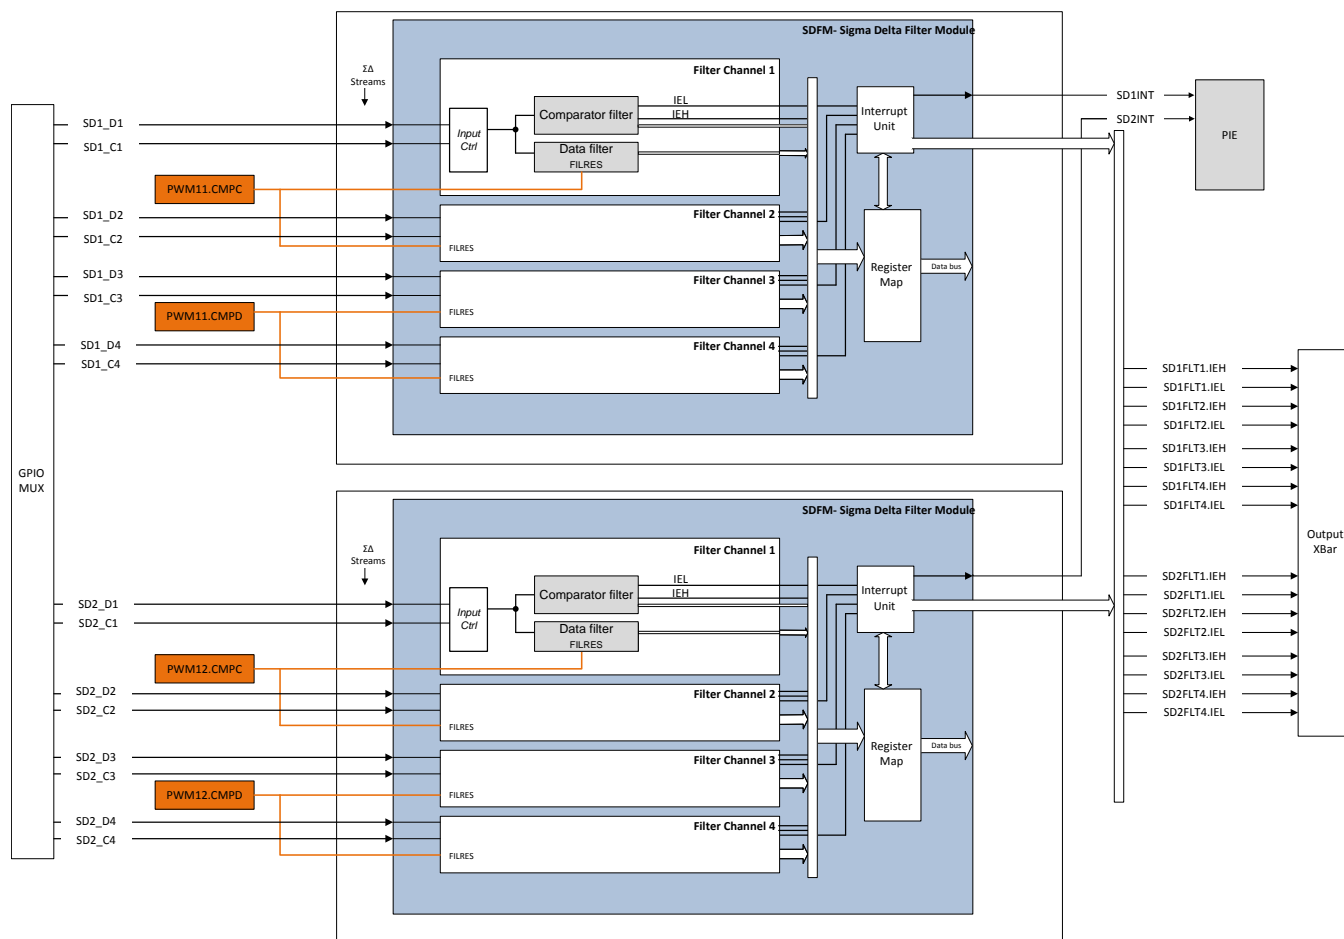 SDFM- Sigma Delta Filter Module
ΣΔ
Streams
Filter Channel 1
IEL
IEH
Comparator filter
Input
Ctrl
Data filter
FILRES
Interrupt
Unit
SD1INT
SD2INT
PIE
SD1_D1
SD1_C1
PWM11.CMPC
SD1_D2
SD1_C2
Filter Channel 2
FILRES
SD1_D3
SD1_C3
Filter Channel 3
FILRES
PWM11.CMPD
Register
Map
Data bus
SD1_D4
SD1_C4
Filter Channel 4
FILRES
GPIO
MUX
SD1FLT1.IEH
SD1FLT1.IEL
SD1FLT2.IEH
SD1FLT2.IEL
SD1FLT3.IEH
SD1FLT3.IEL
SD1FLT4.IEH
SD1FLT4.IEL
Output
XBar
SDFM- Sigma Delta Filter Module
ΣΔ
Streams
Filter Channel 1
IEL
IEH
Comparator filter
Input
Ctrl
Data filter
FILRES
Interrupt
Unit
SD2_D1
SD2_C1
PWM12.CMPC
SD2_D2
SD2_C2
Filter Channel 2
FILRES
SD2_D3
SD2_C3
Filter Channel 3
FILRES
PWM12.CMPD
Register
Map
Data bus
SD2_D4
SD2_C4
Filter Channel 4
FILRES
SD2FLT1.IEH
SD2FLT1.IEL
SD2FLT2.IEH
SD2FLT2.IEL
SD2FLT3.IEH
SD2FLT3.IEL
SD2FLT4.IEH
SD2FLT4.IEL